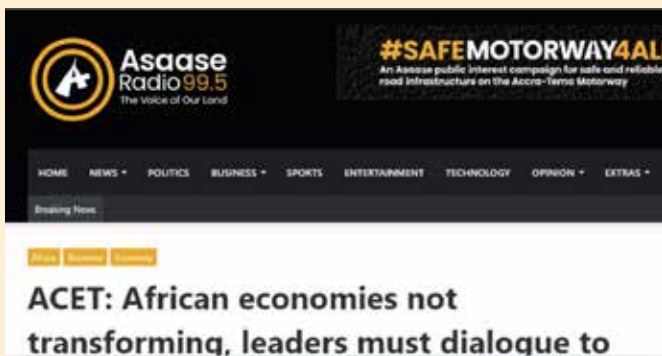 Asaase
Radio 99.5
The Voice of Our Land
#SAFEMOTORWAY4ALL
An Asaase public interest campaign for safe and reliable
road infrastructure on the Accra-Tema Motorway
HOME NEWS POLITICS BUSINESS SPORTS ENTERTAINMENT TECHNOLOGY OPINION EXTRAS
Breaking News
Africa Business Economy
ACET: African economies not
transforming, leaders must dialogue to